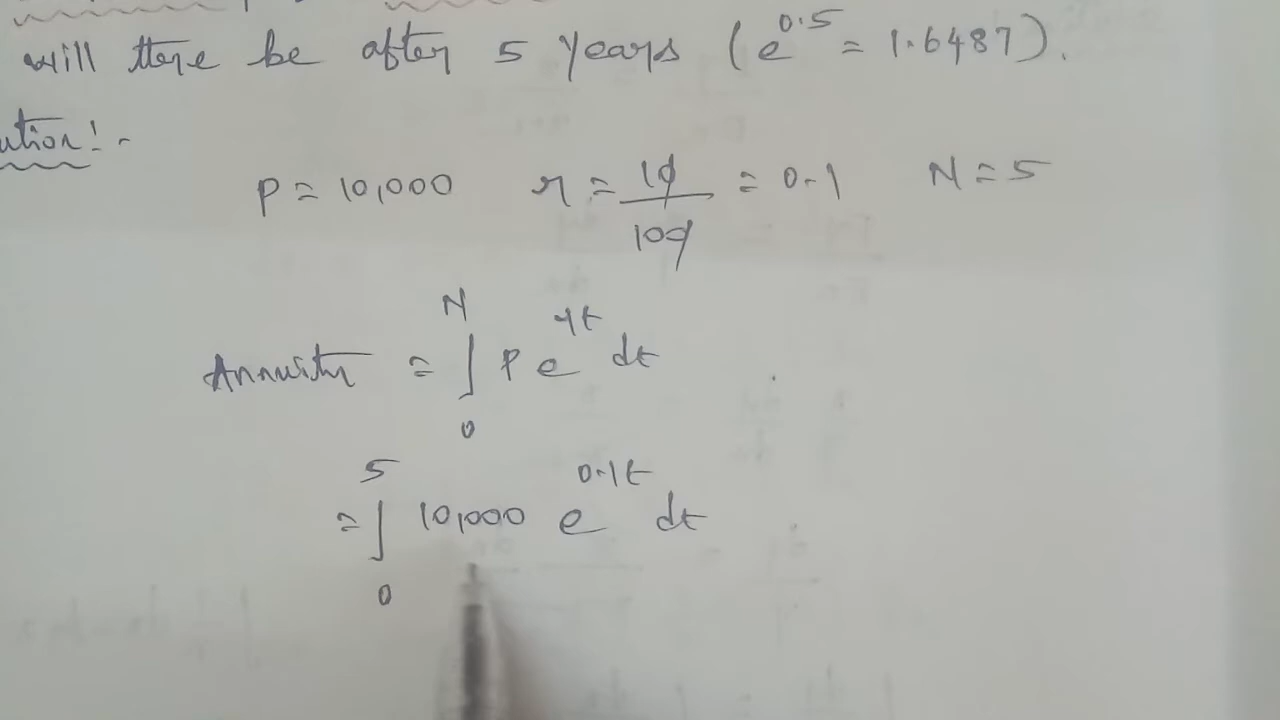 will there be after 5 years (e^0.5 = 1.6487).
ution:-
P = 10,000 r = 10/100 = 0.1 N = 5
Annuity = ∫_0^N P e^rt dt
= ∫_0^5 10,000 e^0.1t dt